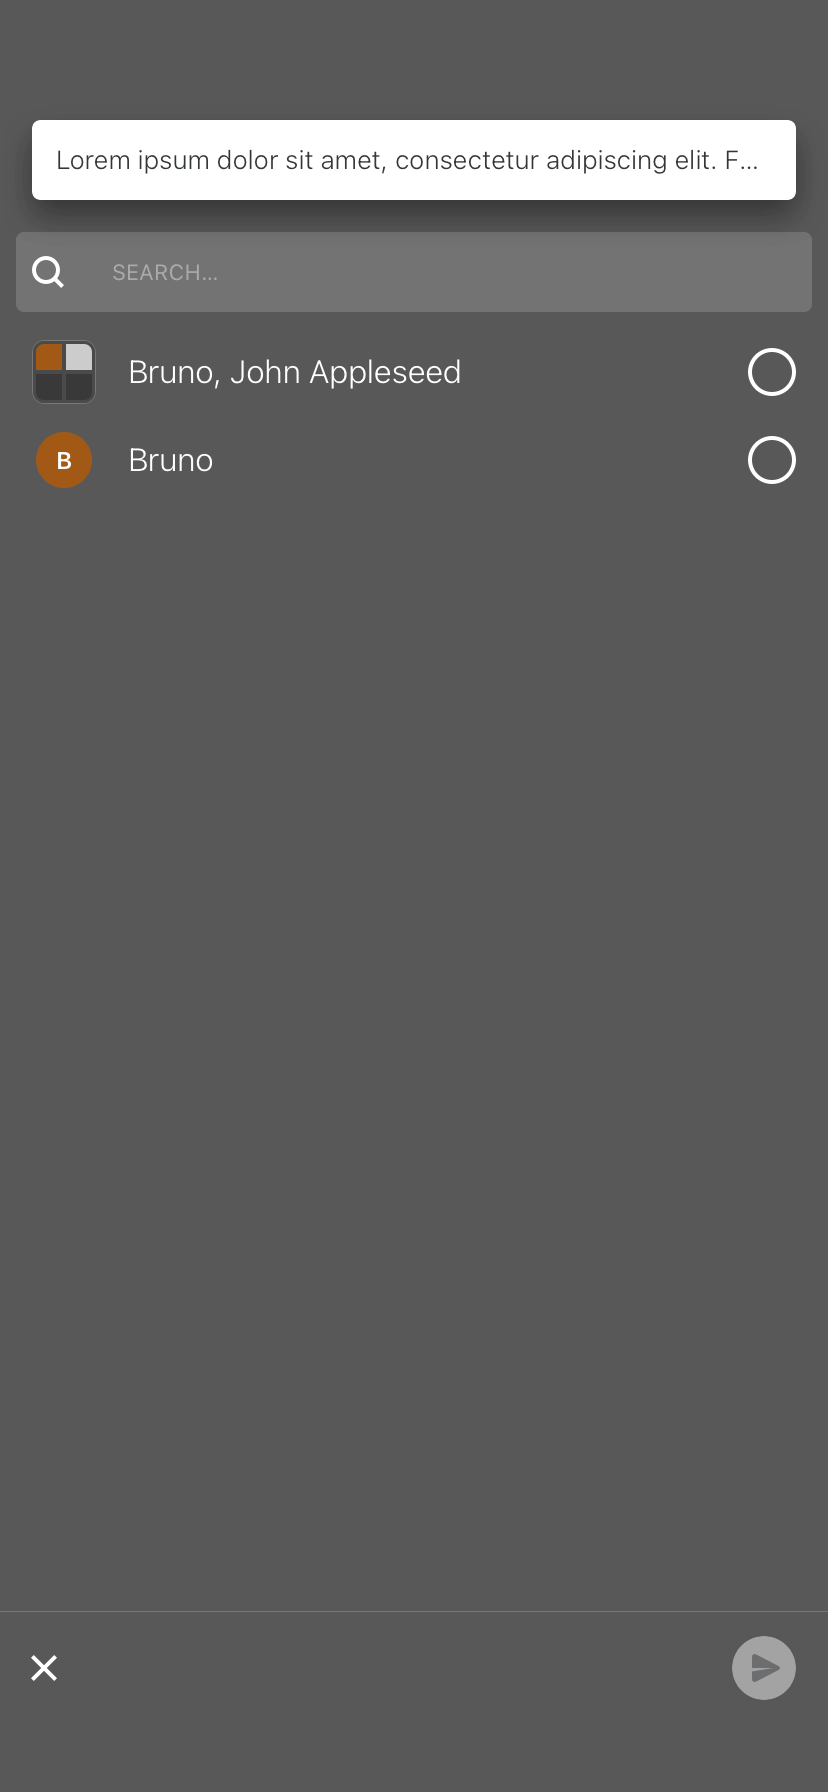 Lorem ipsum dolor sit amet, consectetur adipiscing elit. F...
SEARCH...
Bruno, John Appleseed
B
Bruno